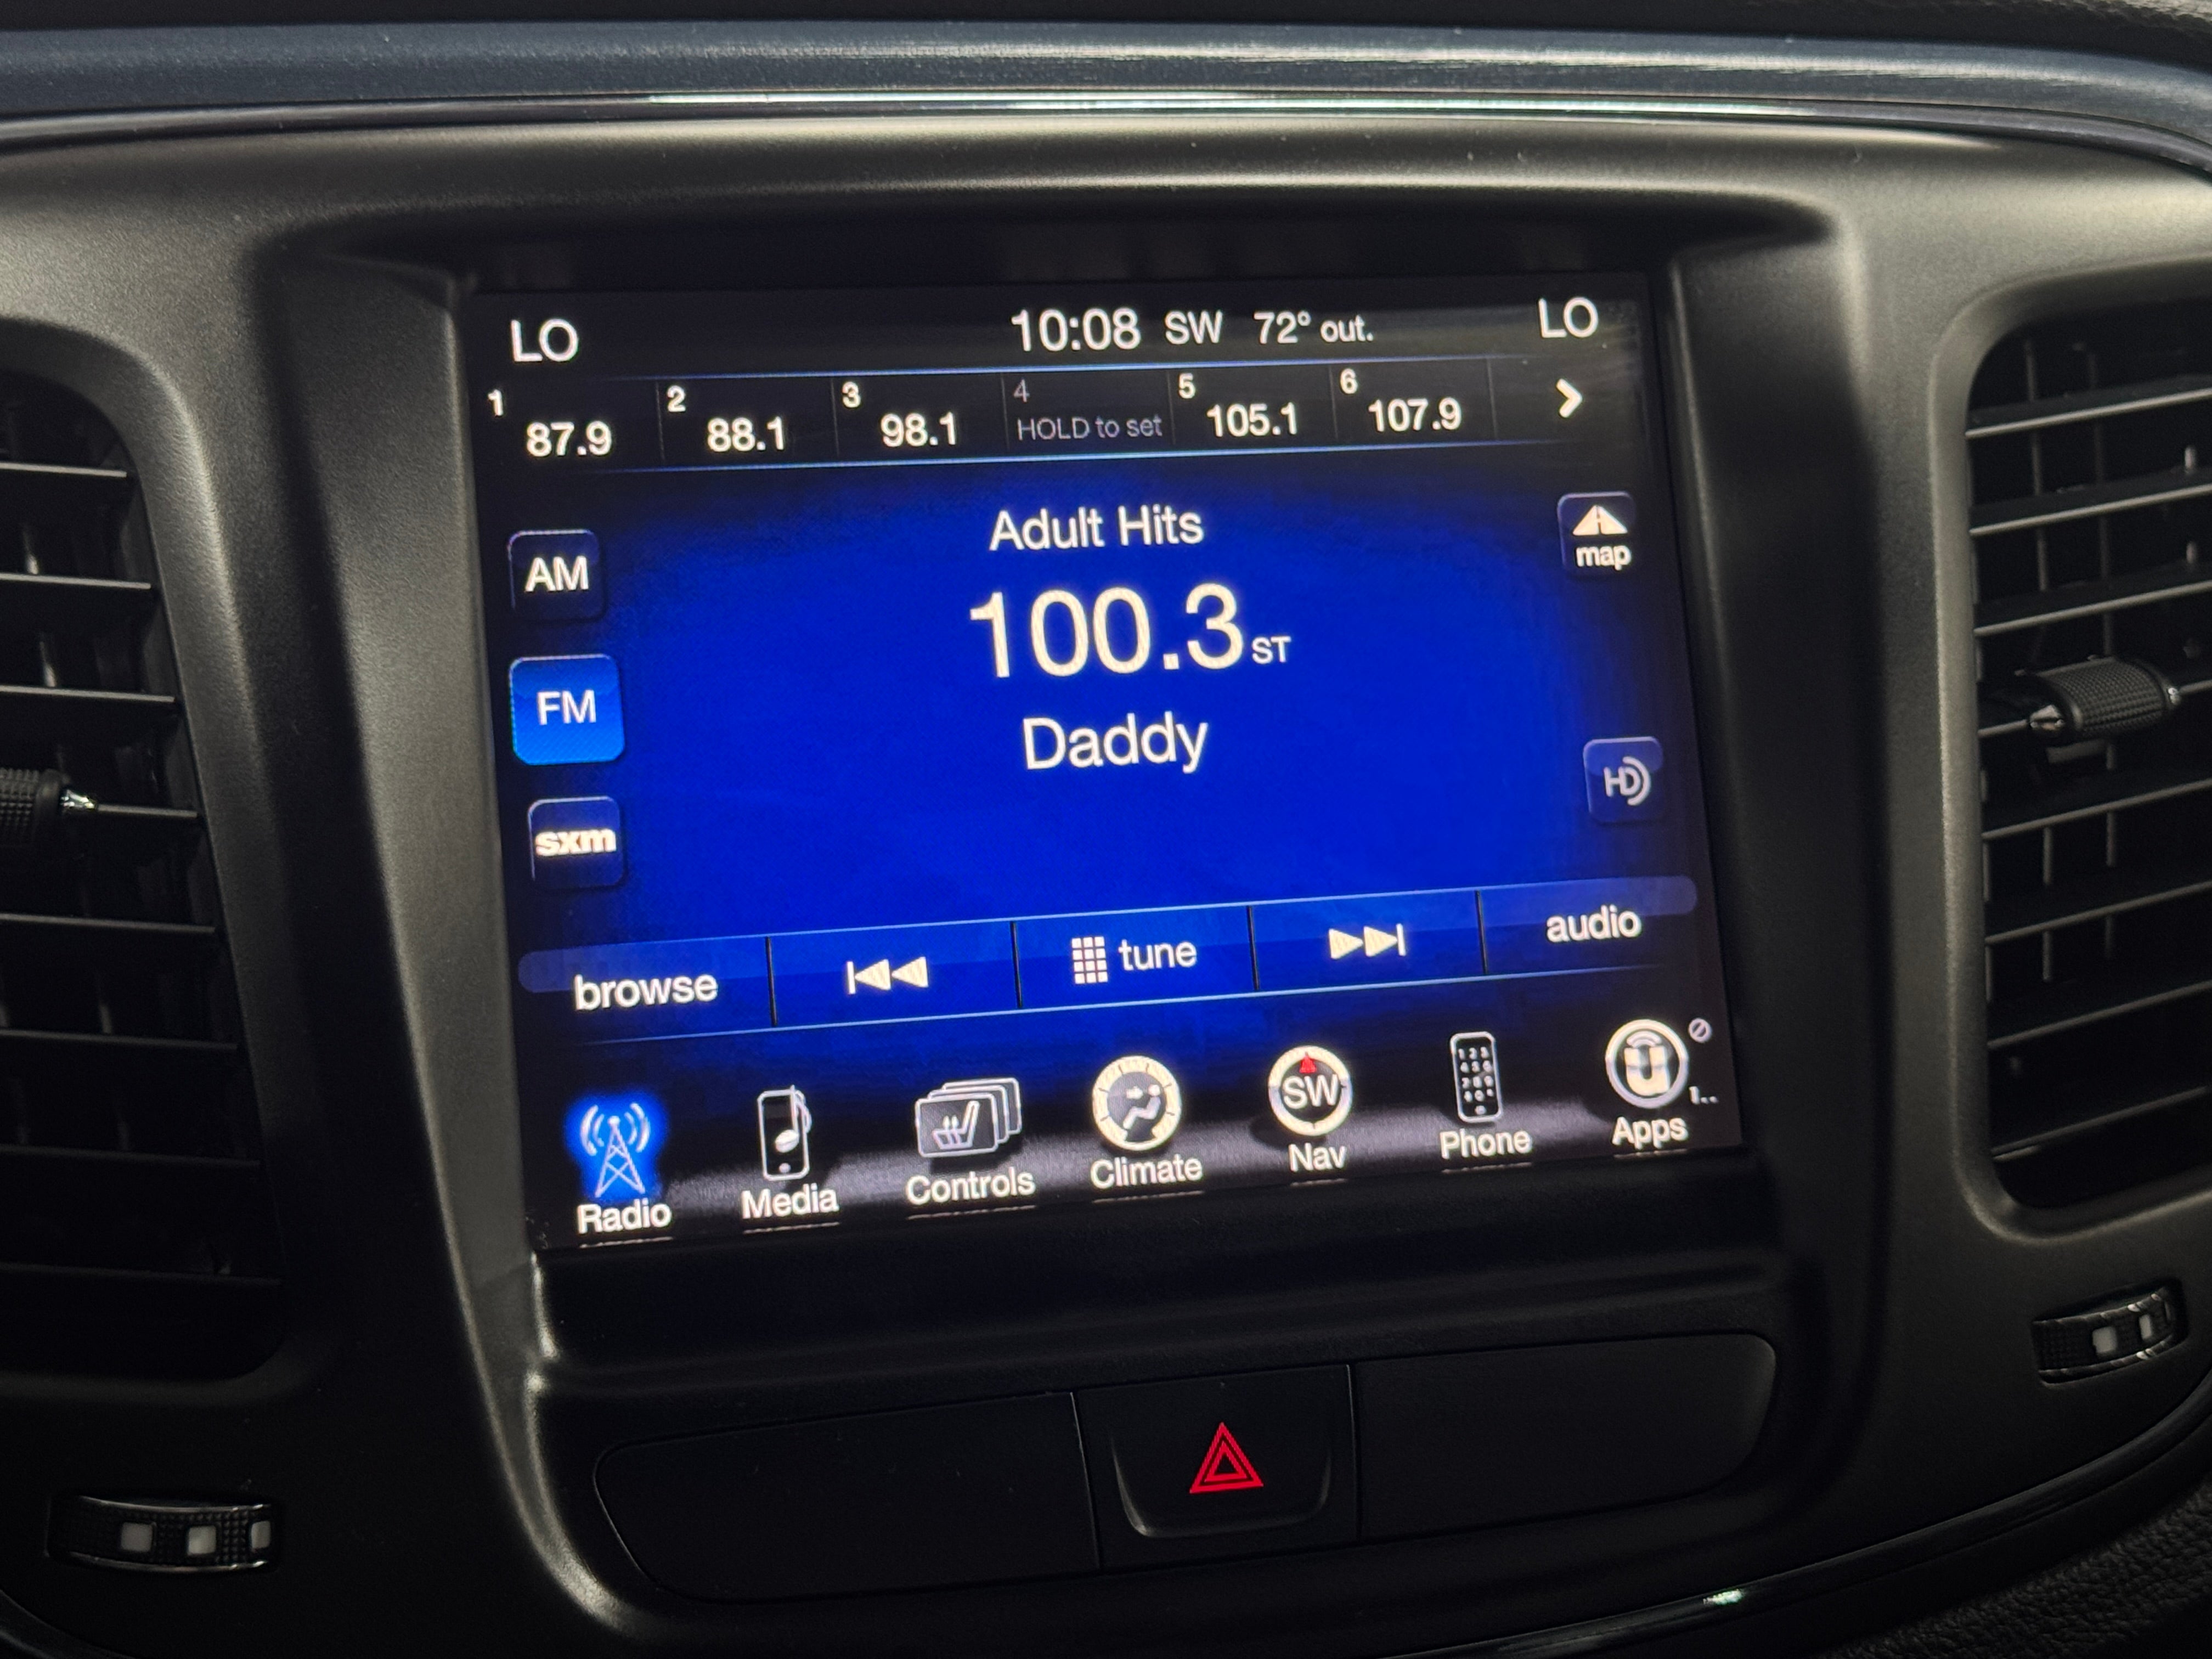 LO 10:08 SW 72° out. LO
1 87.9 2 88.1 3 98.1 4 HOLD to set 5 105.1 6 107.9
Adult Hits
map
AM
100.3 ST
FM
Daddy
HD
sxm
browse tune audio
SW
Radio Media Controls Climate Nav Phone Apps